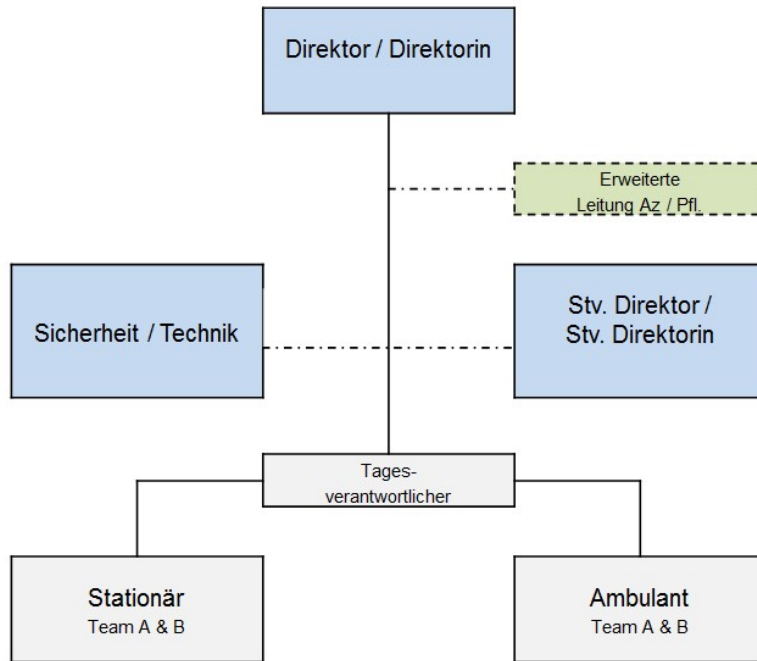 Direktor / Direktorin
Erweiterte
Leitung Az / Pfl.
Sicherheit / Technik
Stv. Direktor /
Stv. Direktorin
Tages-
verantwortlicher
Stationär
Team A & B
Ambulant
Team A & B